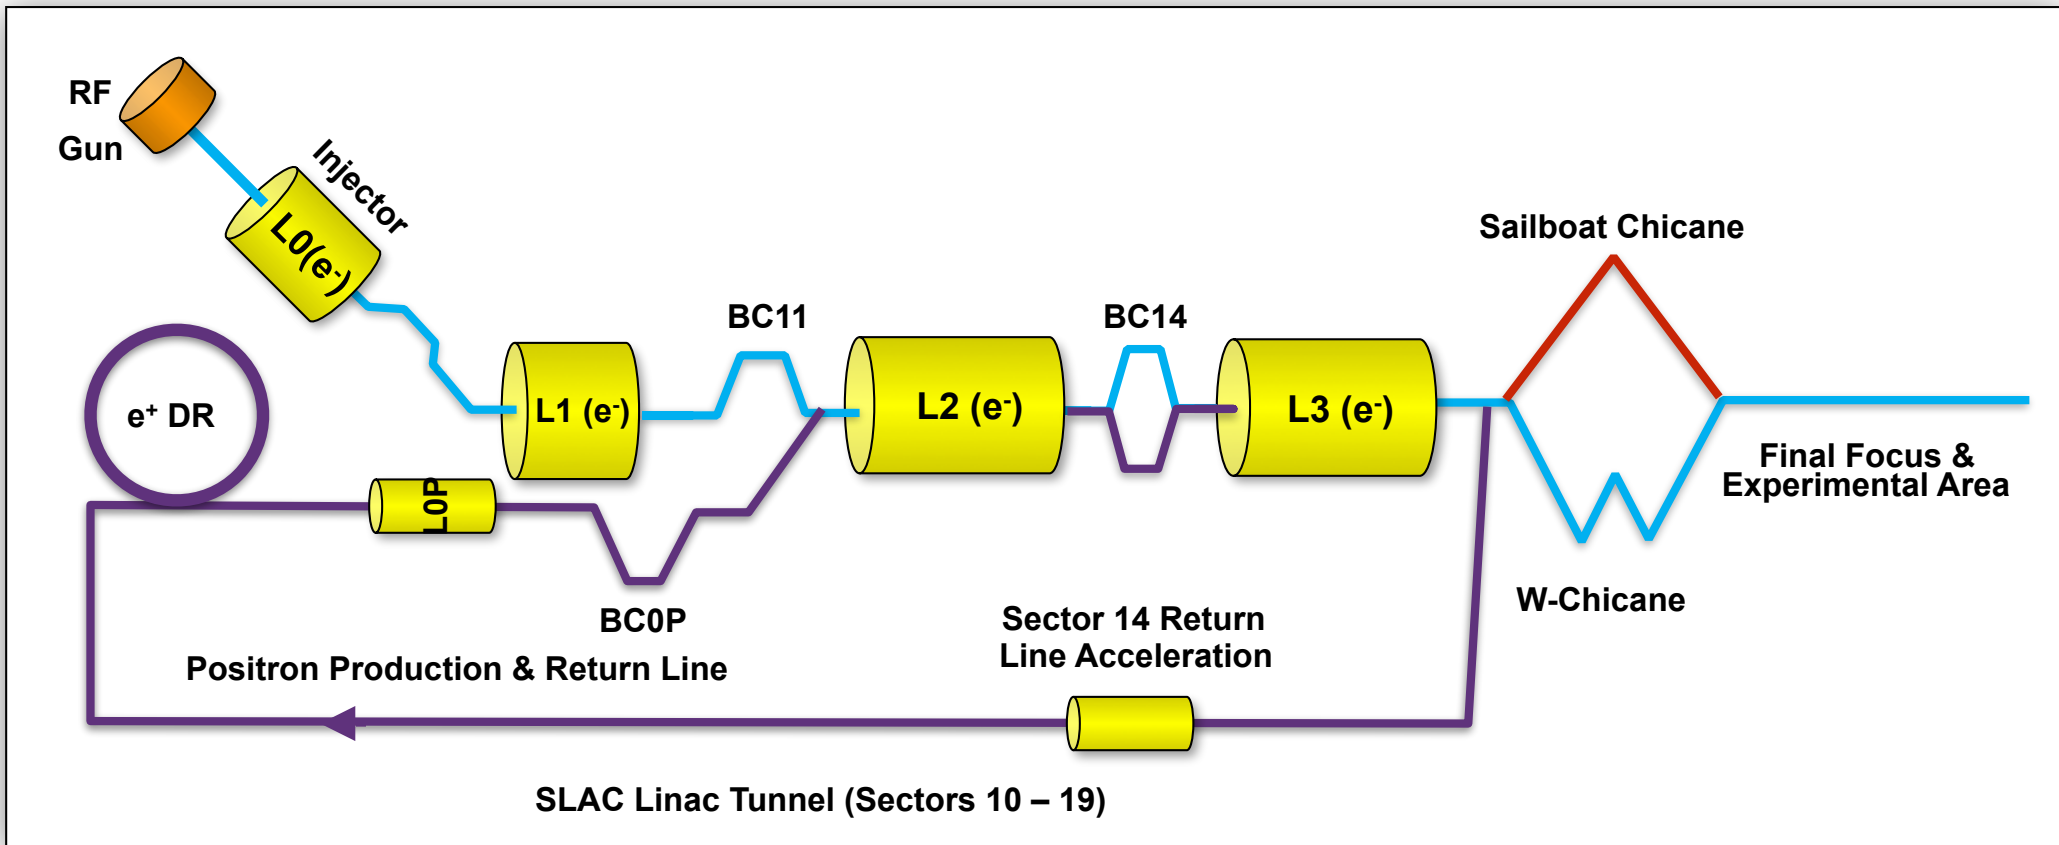 RF
Gun
Injector
L0(e⁻)
Sailboat Chicane
BC11
BC14
e⁺ DR
L1 (e⁻)
L2 (e⁻)
L3 (e⁻)
Final Focus &
Experimental Area
L0P
W-Chicane
BC0P
Sector 14 Return
Line Acceleration
Positron Production & Return Line
SLAC Linac Tunnel (Sectors 10 – 19)